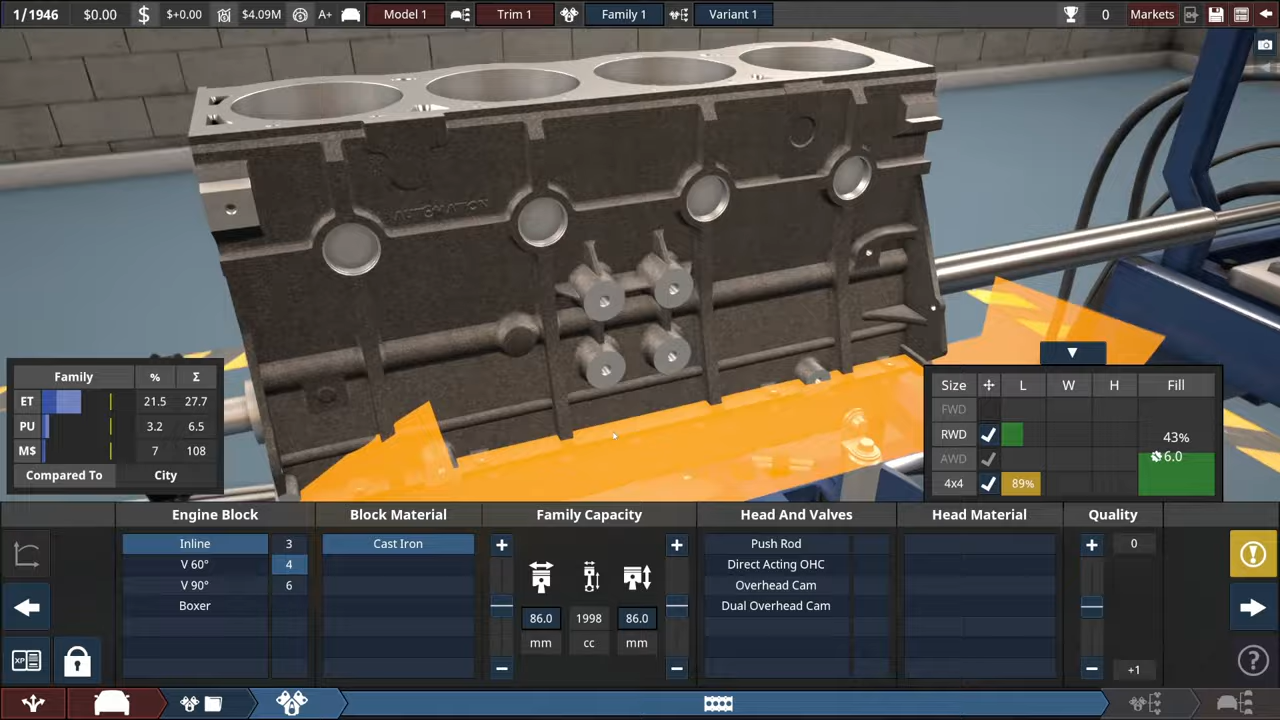 1/1946 $0.00 $+0.00 $4.09M A+ Model 1 Trim 1 Family 1 Variant 1 0 Markets
AUTOMATION
Family % Σ
ET 21.5 27.7
PU 3.2 6.5
M$ 7 108
Compared To City
Size L W H Fill
FWD
RWD
AWD
4x4 89%
43%
6.0
Engine Block
Inline 3
V 60° 4
V 90° 6
Boxer
Block Material
Cast Iron
Family Capacity
86.0 1998 86.0
mm cc mm
Head And Valves
Push Rod
Direct Acting OHC
Overhead Cam
Dual Overhead Cam
Head Material
Quality
0
+1
XP